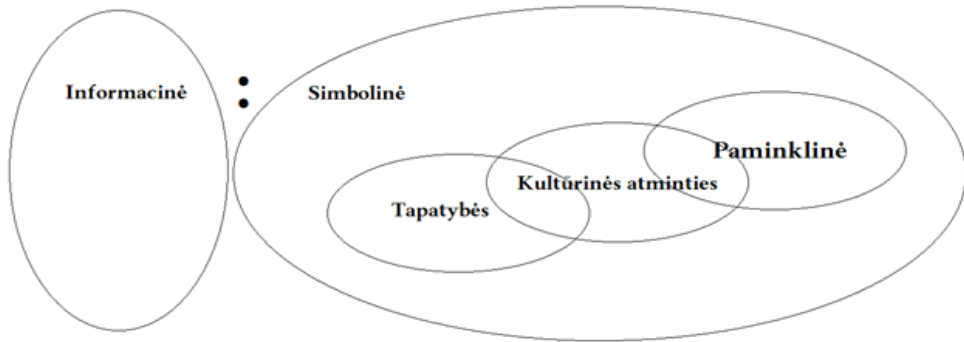 Informacinė
:
Simbolinė
Paminklinė
Kultūrinės atminties
Tapatybės